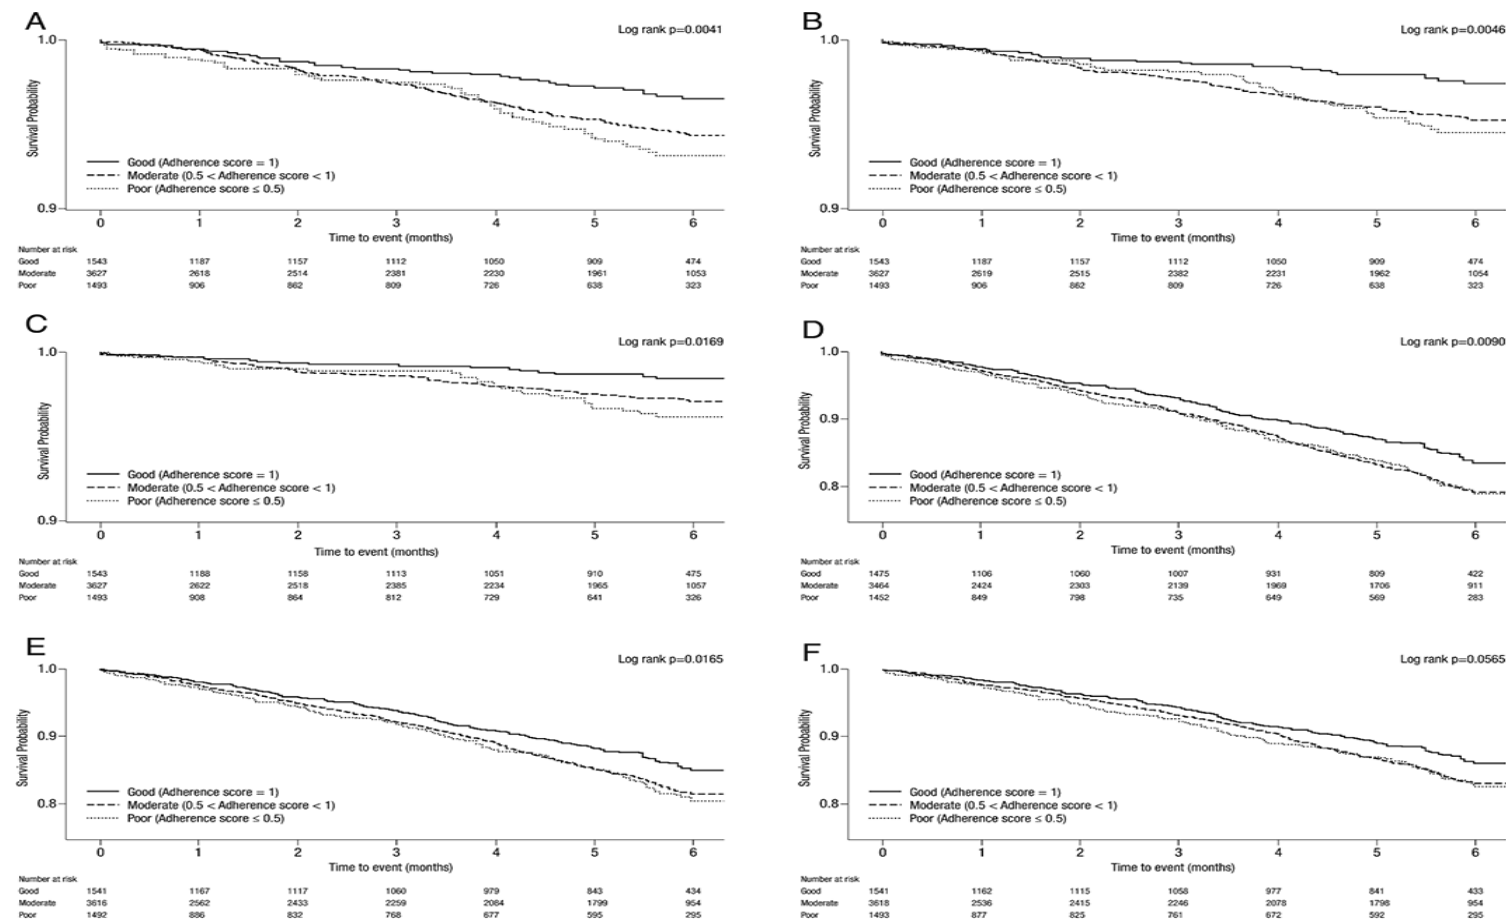 A
Log rank p=0.0041
1.0
Survival Probability
Good (Adherence score = 1)
Moderate (0.5 < Adherence score < 1)
Poor (Adherence score ≤ 0.5)
0.9
0 1 2 3 4 5 6
Time to event (months)
Number at risk
Good 1543 1187 1157 1112 1050 909 474
Moderate 3627 2618 2514 2381 2230 1961 1053
Poor 1493 906 862 809 726 638 323
B
Log rank p=0.0046
1.0
Survival Probability
Good (Adherence score = 1)
Moderate (0.5 < Adherence score < 1)
Poor (Adherence score ≤ 0.5)
0.9
0 1 2 3 4 5 6
Time to event (months)
Number at risk
Good 1543 1187 1157 1112 1050 909 474
Moderate 3627 2619 2515 2382 2231 1962 1054
Poor 1493 906 862 809 726 638 323
C
Log rank p=0.0169
1.0
Survival Probability
Good (Adherence score = 1)
Moderate (0.5 < Adherence score < 1)
Poor (Adherence score ≤ 0.5)
0.9
0 1 2 3 4 5 6
Time to event (months)
Number at risk
Good 1543 1188 1158 1113 1051 910 475
Moderate 3627 2622 2518 2385 2234 1965 1057
Poor 1493 908 864 812 729 641 326
D
Log rank p=0.0090
1.0
Survival Probability
0.9
0.8
Good (Adherence score = 1)
Moderate (0.5 < Adherence score < 1)
Poor (Adherence score ≤ 0.5)
0 1 2 3 4 5 6
Time to event (months)
Number at risk
Good 1475 1106 1060 1007 931 809 422
Moderate 3464 2424 2303 2139 1969 1706 911
Poor 1452 849 798 735 649 569 283
E
Log rank p=0.0165
1.0
Survival Probability
0.9
0.8
Good (Adherence score = 1)
Moderate (0.5 < Adherence score < 1)
Poor (Adherence score ≤ 0.5)
0 1 2 3 4 5 6
Time to event (months)
Number at risk
Good 1541 1167 1117 1060 979 843 434
Moderate 3616 2562 2433 2259 2084 1799 954
Poor 1492 886 832 768 677 595 295
F
Log rank p=0.0565
1.0
Survival Probability
0.9
0.8
Good (Adherence score = 1)
Moderate (0.5 < Adherence score < 1)
Poor (Adherence score ≤ 0.5)
0 1 2 3 4 5 6
Time to event (months)
Number at risk
Good 1541 1162 1115 1058 977 841 433
Moderate 3618 2536 2415 2246 2078 1798 954
Poor 1493 877 825 761 672 592 295